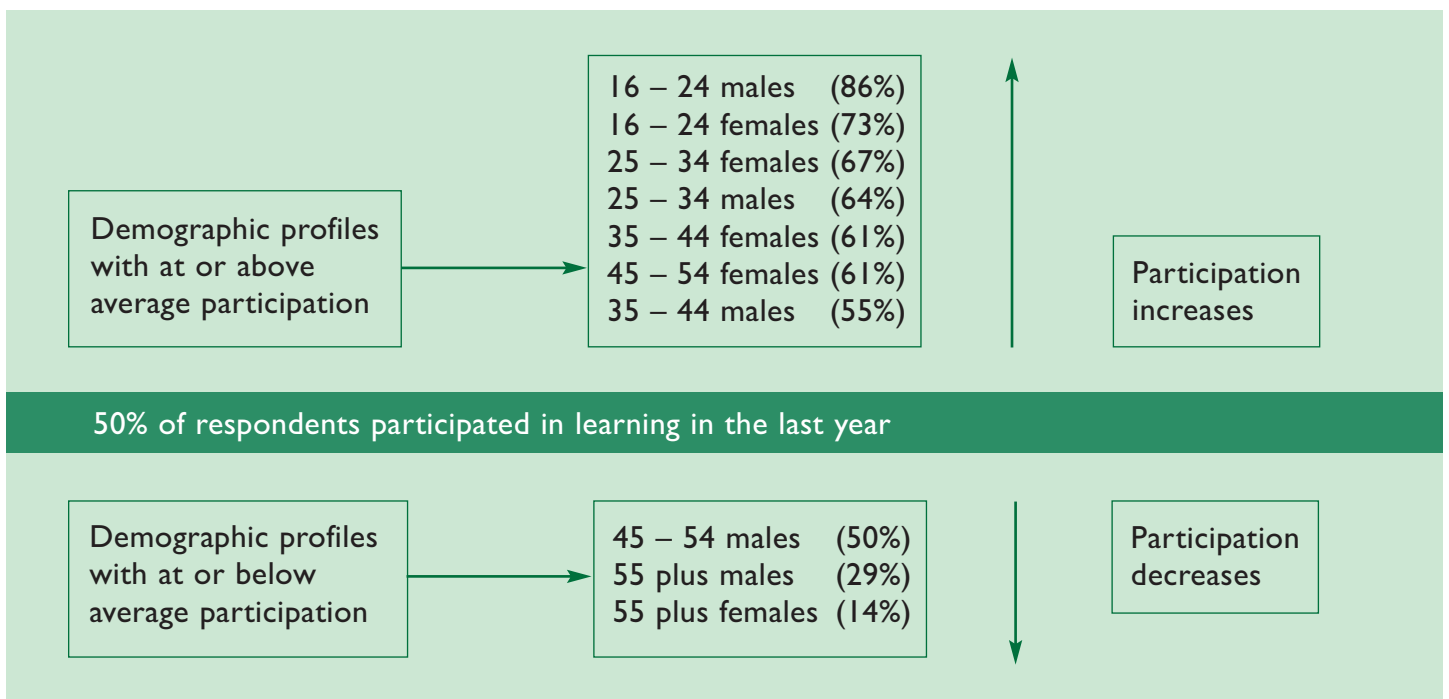 16 – 24 males (86%)
16 – 24 females (73%)
25 – 34 females (67%)
25 – 34 males (64%)
35 – 44 females (61%)
45 – 54 females (61%)
35 – 44 males (55%)
Demographic profiles
with at or above
average participation
Participation
increases
50% of respondents participated in learning in the last year
Demographic profiles
with at or below
average participation
45 – 54 males (50%)
55 plus males (29%)
55 plus females (14%)
Participation
decreases